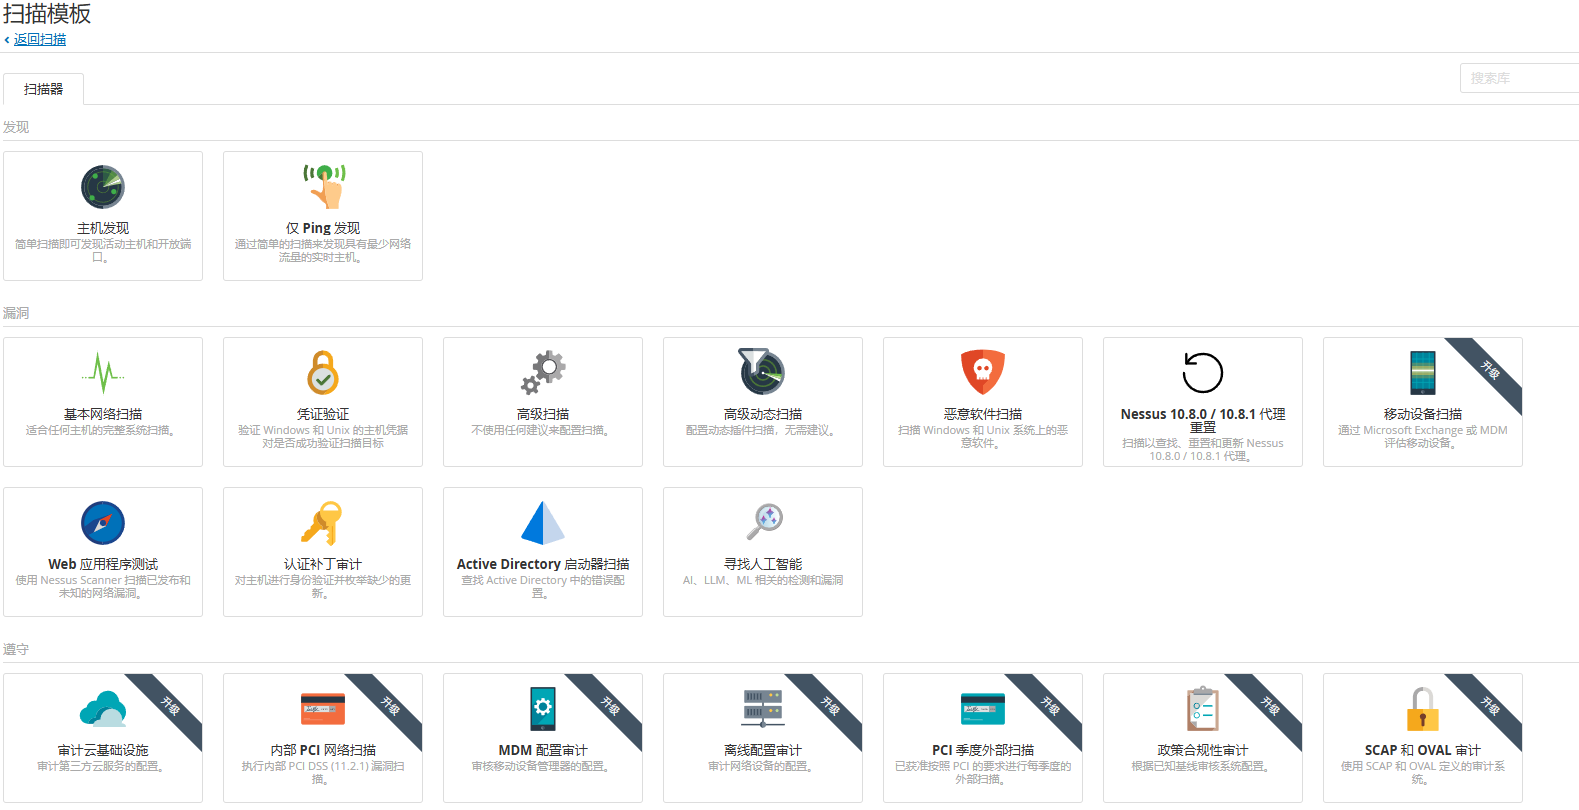 扫描模板
返回扫描
扫描器
搜索库
发现
主机发现
简单扫描即可发现活动主机和开放端
口。
仅 Ping 发现
通过简单的扫描来发现具有最少网络
流量的实时主机。
漏洞
基本网络扫描
适合任何主机的完整系统扫描。
凭证验证
验证 Windows 和 Unix 的主机凭据
对是否成功验证扫描目标
高级扫描
不使用任何建议来配置扫描。
高级动态扫描
配置动态插件扫描，无需建议。
恶意软件扫描
扫描 Windows 和 Unix 系统上的恶
意软件。
Nessus 10.8.0 / 10.8.1 代理
重置
扫描以查找、重置和更新 Nessus
10.8.0 / 10.8.1 代理。
升级
移动设备扫描
通过 Microsoft Exchange 或 MDM
评估移动设备。
Web 应用程序测试
使用 Nessus Scanner 扫描已发布和
未知的网络漏洞。
认证补丁审计
对主机进行身份验证并枚举缺少的更
新。
Active Directory 启动器扫描
查找 Active Directory 中的错误配
置。
寻找人工智能
AI、LLM、ML 相关的检测和漏洞
遵守
升级
审计云基础设施
审计第三方云服务的配置。
升级
内部 PCI 网络扫描
执行内部 PCI DSS (11.2.1) 漏洞扫
描。
升级
MDM 配置审计
审核移动设备管理器的配置。
升级
离线配置审计
审计网络设备的配置。
升级
PCI 季度外部扫描
已获准按照 PCI 的要求进行每季度的
外部扫描。
升级
政策合规性审计
根据已知基线审核系统配置。
升级
SCAP 和 OVAL 审计
使用 SCAP 和 OVAL 定义的审计系
统。